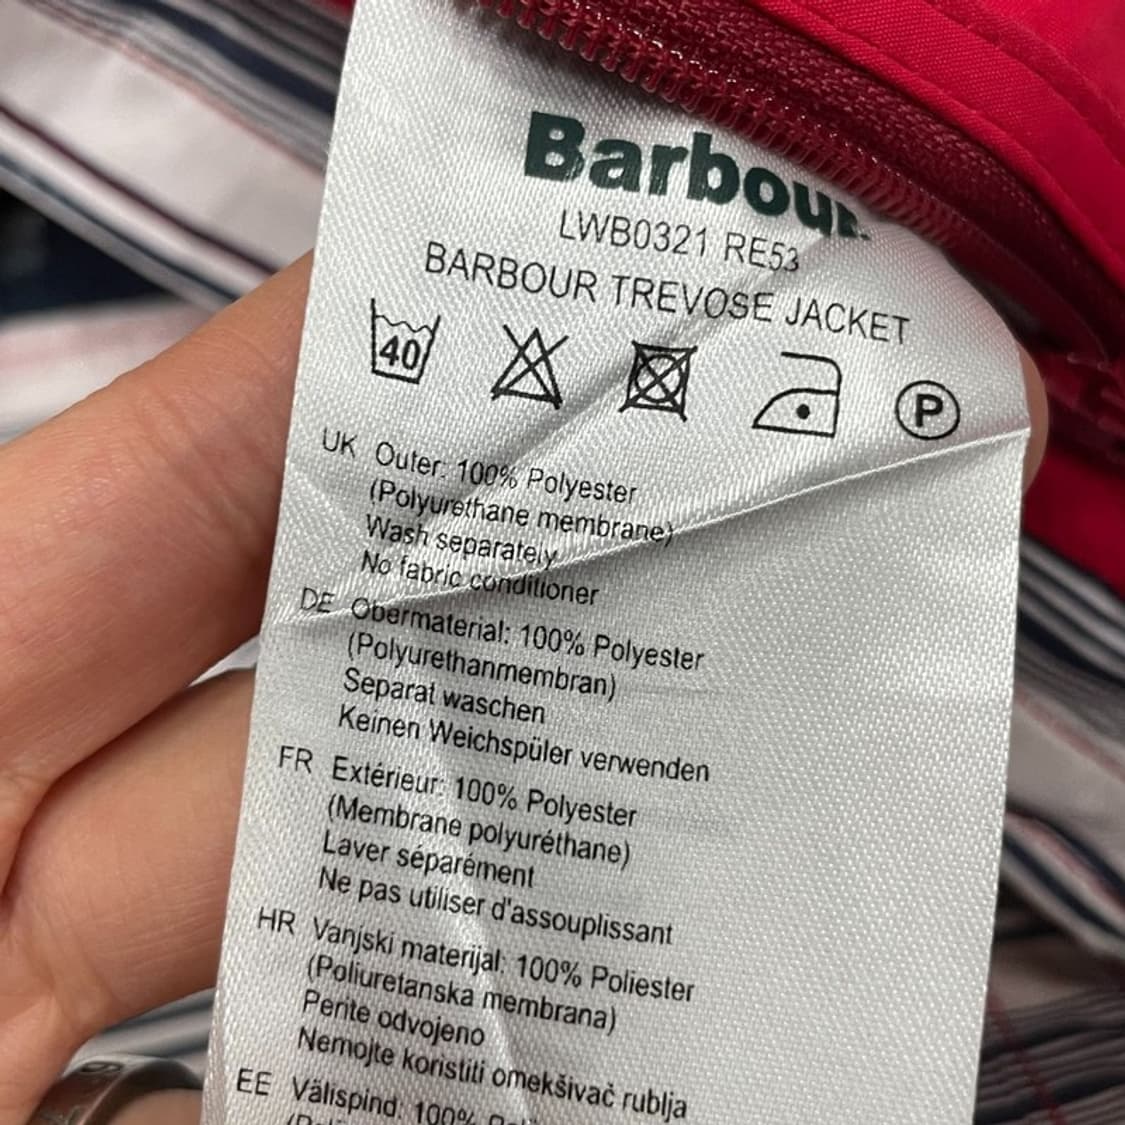 Barbour.
LWB0321 RE53
BARBOUR TREVOSE JACKET
40
P
UK Outer: 100% Polyester
(Polyurethane membrane)
Wash separately
No fabric conditioner
DE Obermaterial: 100% Polyester
(Polyurethanmembran)
Separat waschen
Keinen Weichspüler verwenden
FR Extérieur: 100% Polyester
(Membrane polyuréthane)
Laver séparément
Ne pas utiliser d'assouplissant
HR Vanjski materijal: 100% Poliester
(Poliuretanska membrana)
Perite odvojeno
Nemojte koristiti omekšivač rublja
EE Välispind: 100%